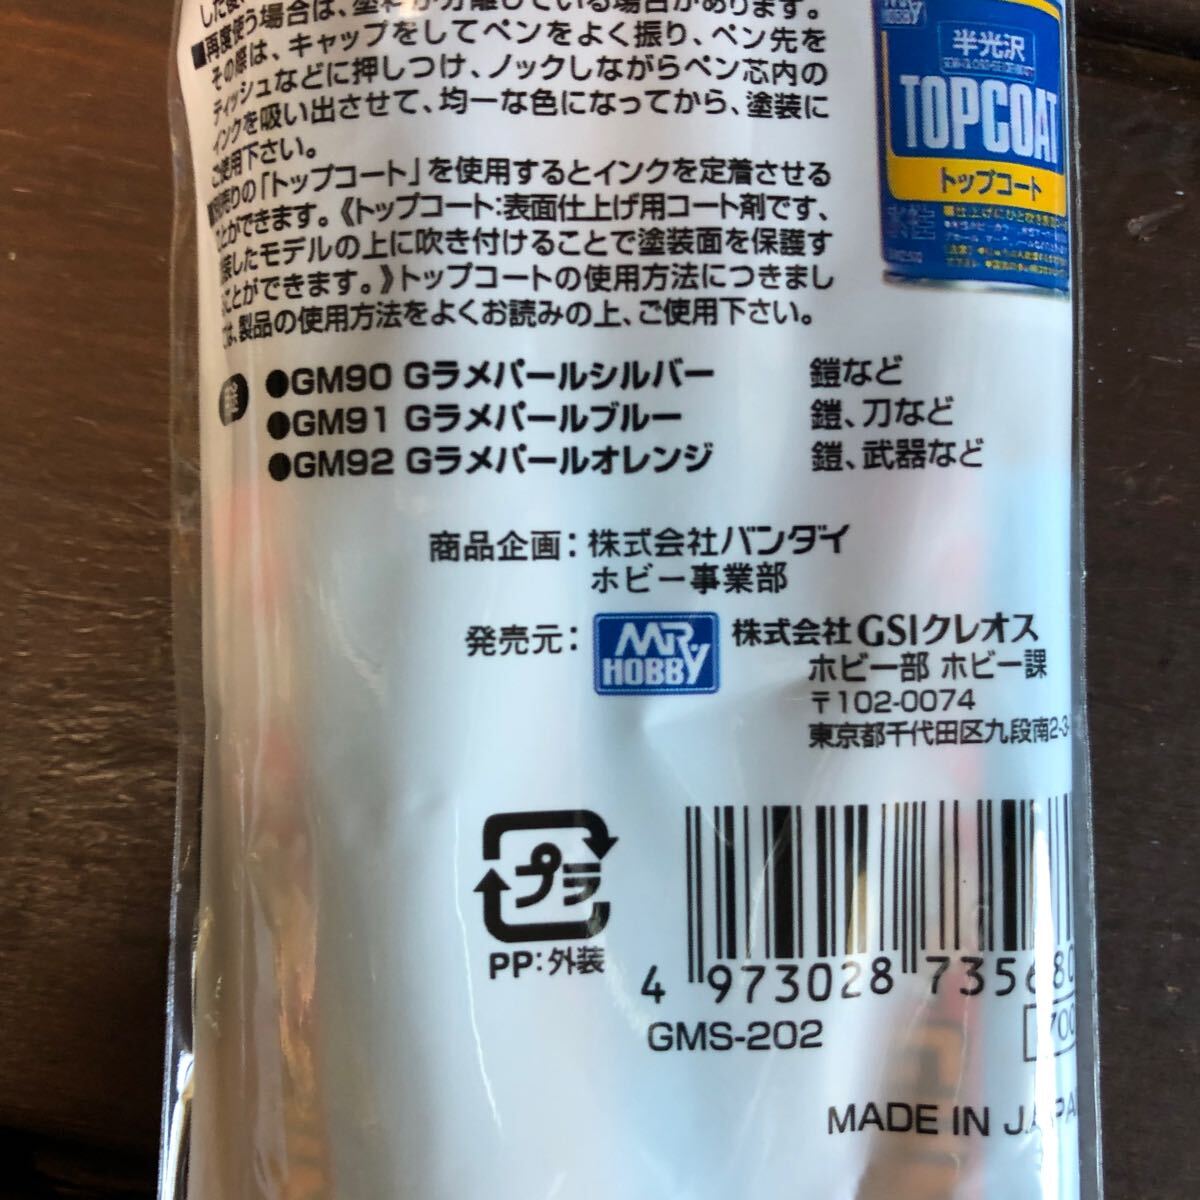 再度使う場合は、塗料が分離している場合があります。
その際は、キャップをしてペンをよく振り、ペン先を
ティッシュなどに押しつけ、ノックしながらペン芯内の
インクを吸い出させて、均一な色になってから、塗装に
ご使用下さい。
「トップコート」を使用するとインクを定着させる
ことができます。《トップコート:表面仕上げ用コート剤です、
したモデルの上に吹き付けることで塗装面を保護す
ることができます。》トップコートの使用方法につきまし
ては、製品の使用方法をよくお読みの上、ご使用下さい。
HOBBY
半光沢
TOPCOAT
トップコート
●GM90 Gラメパールシルバー 鎧など
●GM91 Gラメパールブルー 鎧、刀など
●GM92 Gラメパールオレンジ 鎧、武器など
商品企画:株式会社バンダイ
ホビー事業部
発売元:MR.HOBBY 株式会社GSIクレオス
ホビー部 ホビー課
〒102-0074
東京都千代田区九段南2-3-
プラ
PP:外装
4 973028 735680
GMS-202
700
MADE IN JAPAN